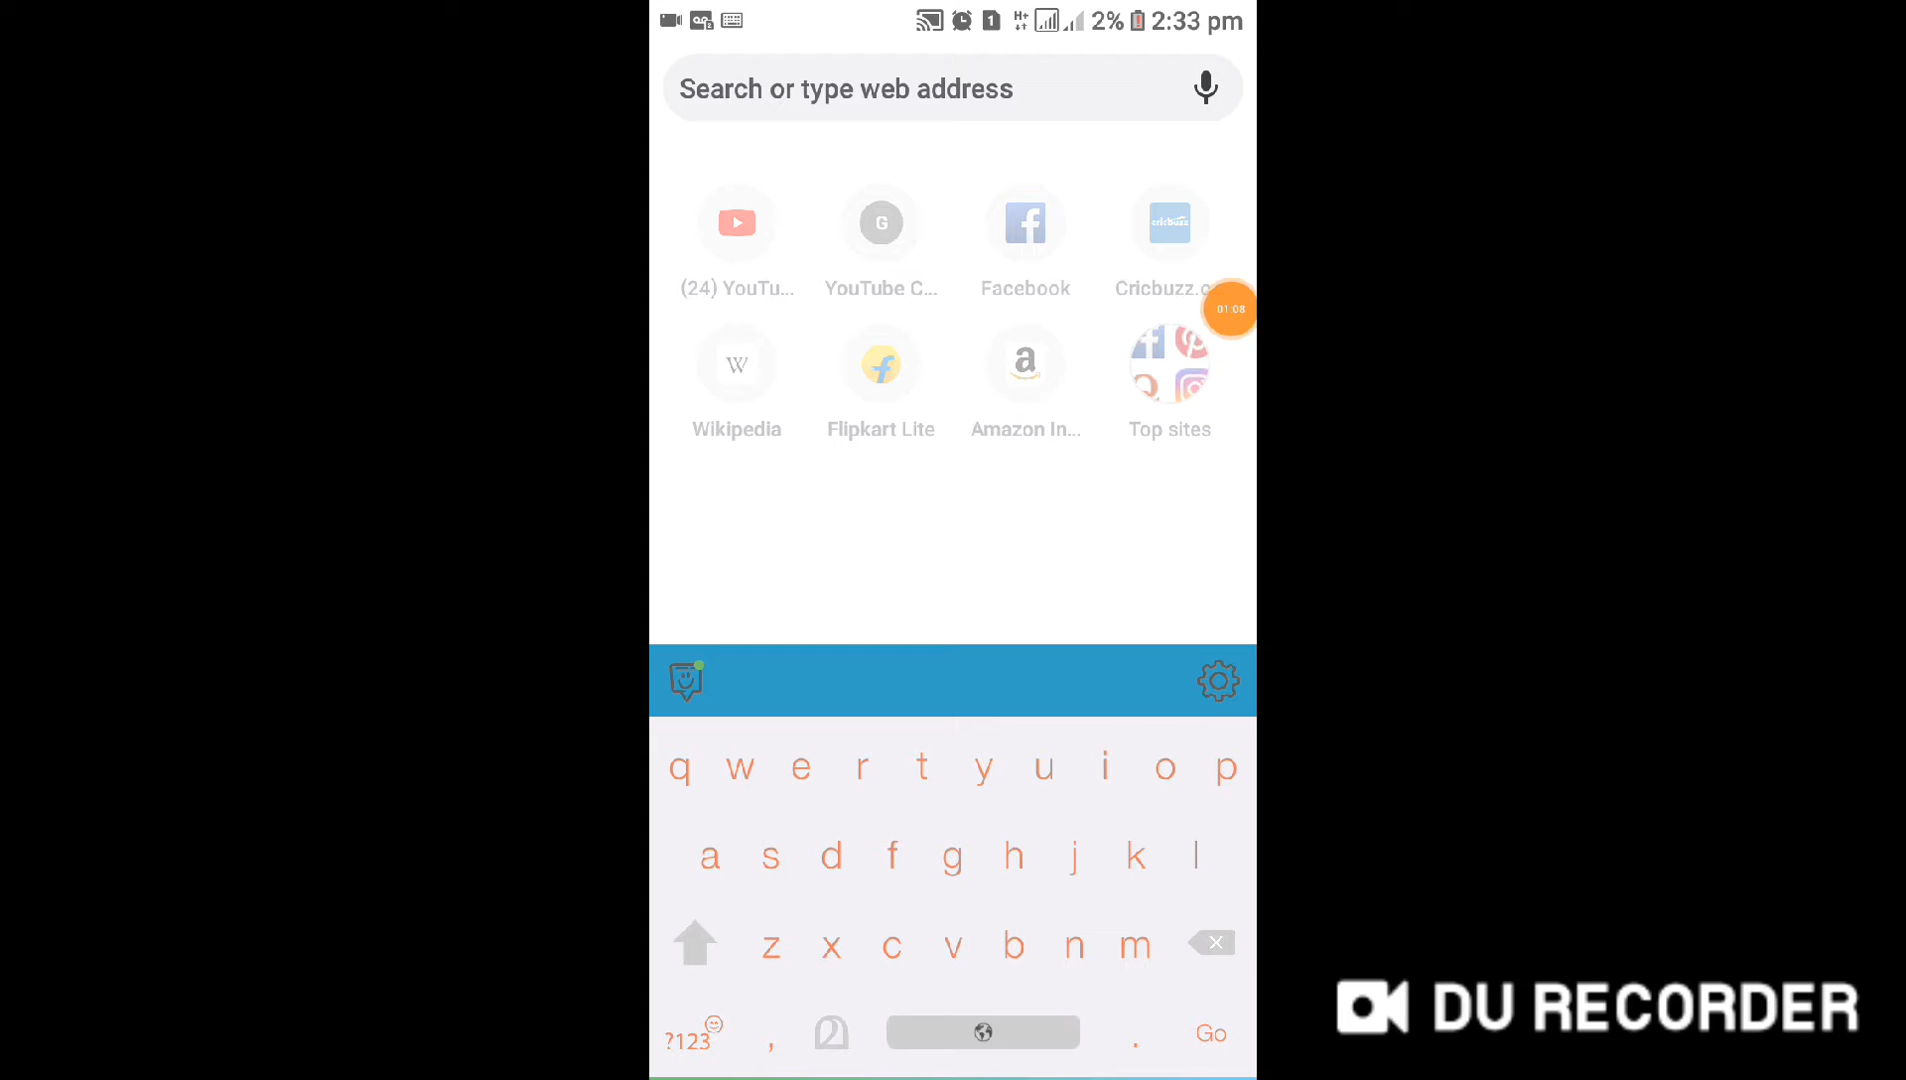 2% 2:33 pm
Search or type web address
G
cricbuzz
(24) YouTu... YouTube C... Facebook Cricbuzz.c
01:08
W a
Wikipedia Flipkart Lite Amazon In... Top sites
q w e r t y u i o p
a s d f g h j k l
z x c v b n m
?123 , മ . Go
DU RECORDER